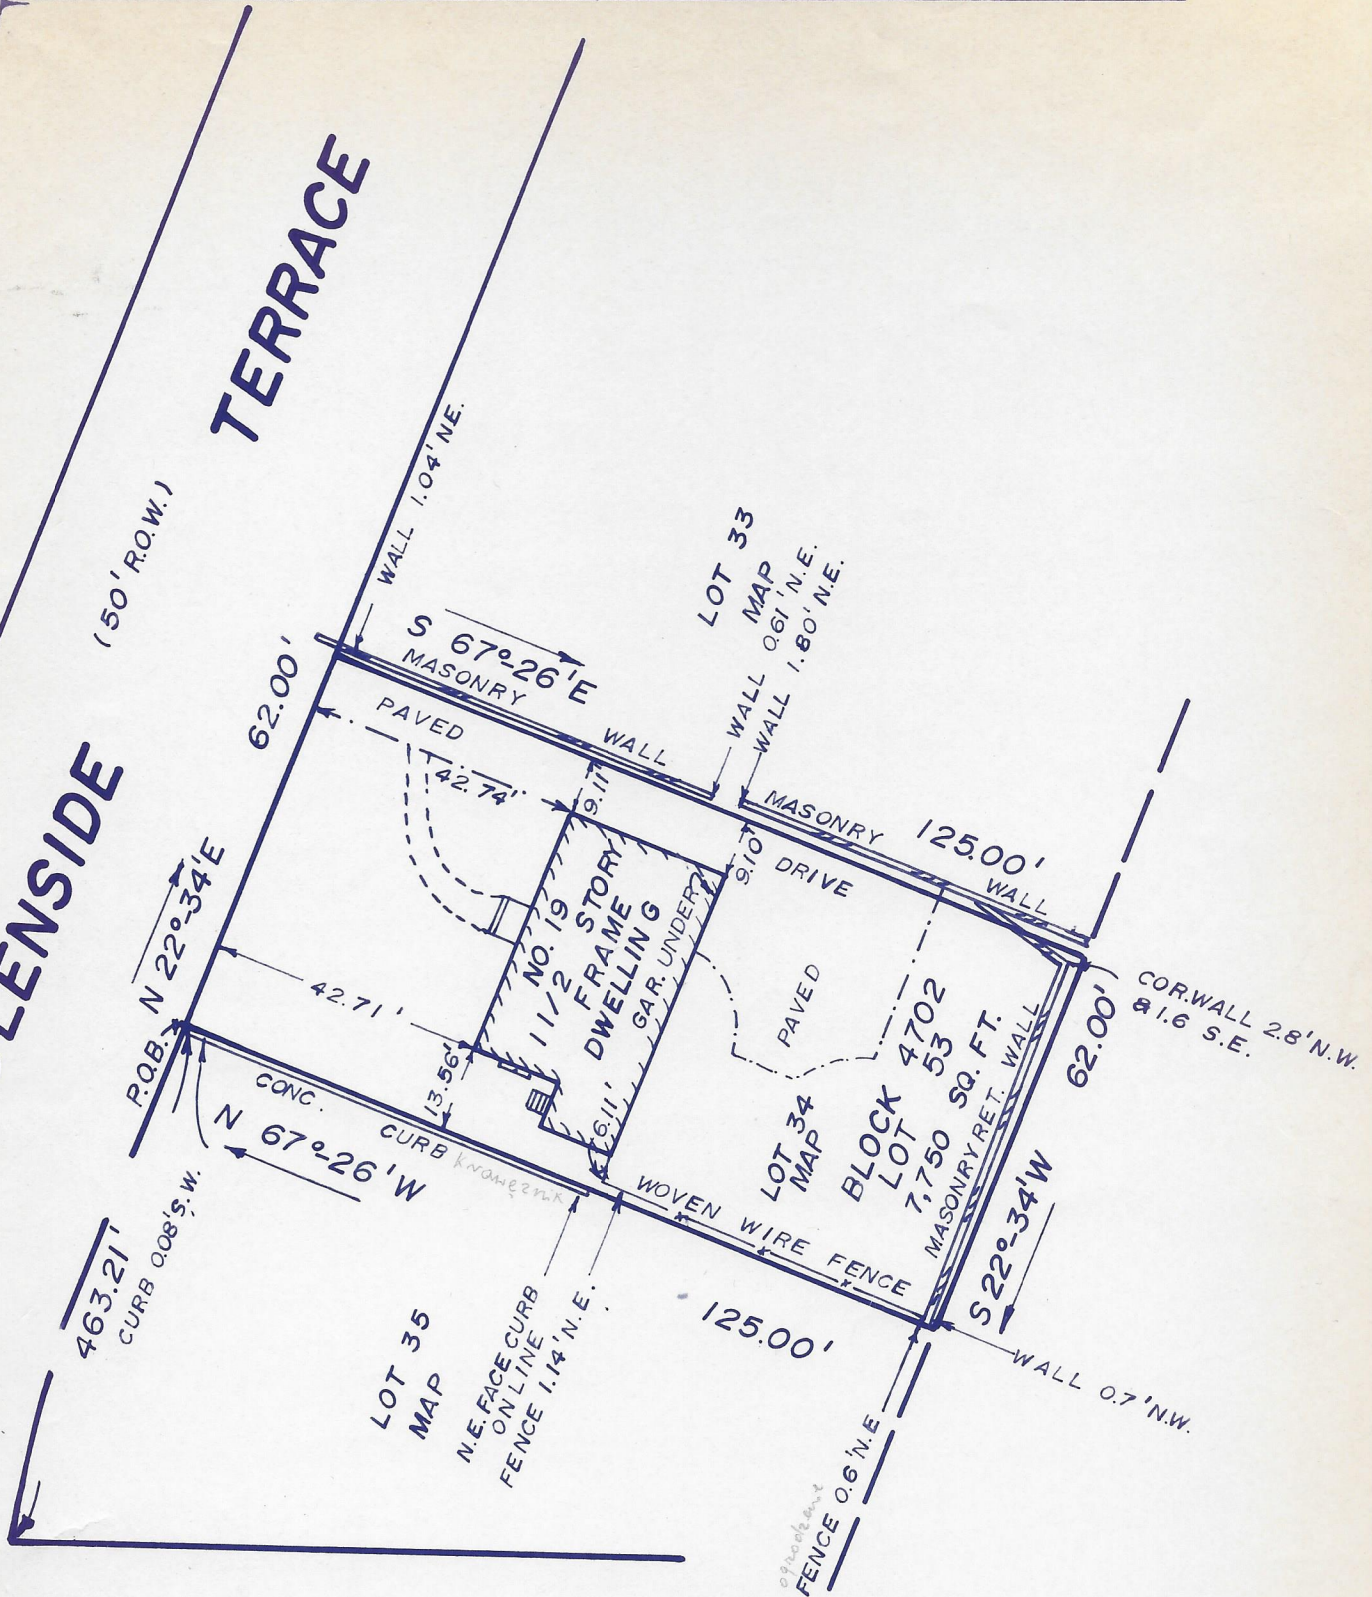 TERRACE
(50' R.O.W.)
WALL 1.04' NE.
LOT 33
MAP
WALL 0.61' N.E.
WALL 1.80' N.E.
S 67°-26'E
62.00'
MASONRY
WALL
PAVED
42.74'
9.11'
MASONRY
WALL
125.00'
9.10'
DRIVE
ENSIDE
N 22°-34'E
42.71'
NO. 19
1 1/2 STORY
FRAME
DWELLING
GAR. UNDER
PAVED
COR. WALL 2.8' N.W.
& 1.6 S.E.
62.00'
P.O.B.
CONC.
CURB
krawężnik
13.56'
6.11'
N 67°-26'W
LOT 34
MAP
BLOCK 4702
LOT 53
7,750 SQ. FT.
MASONRY RET. WALL
S 22°-34'W
WOVEN WIRE FENCE
CURB 0.08' S.W.
463.21'
LOT 35
MAP
N.E. FACE CURB
ON LINE
FENCE 1.14' N.E.
125.00'
WALL 0.7' N.W.
ogrodzenie
FENCE 0.6' N.E